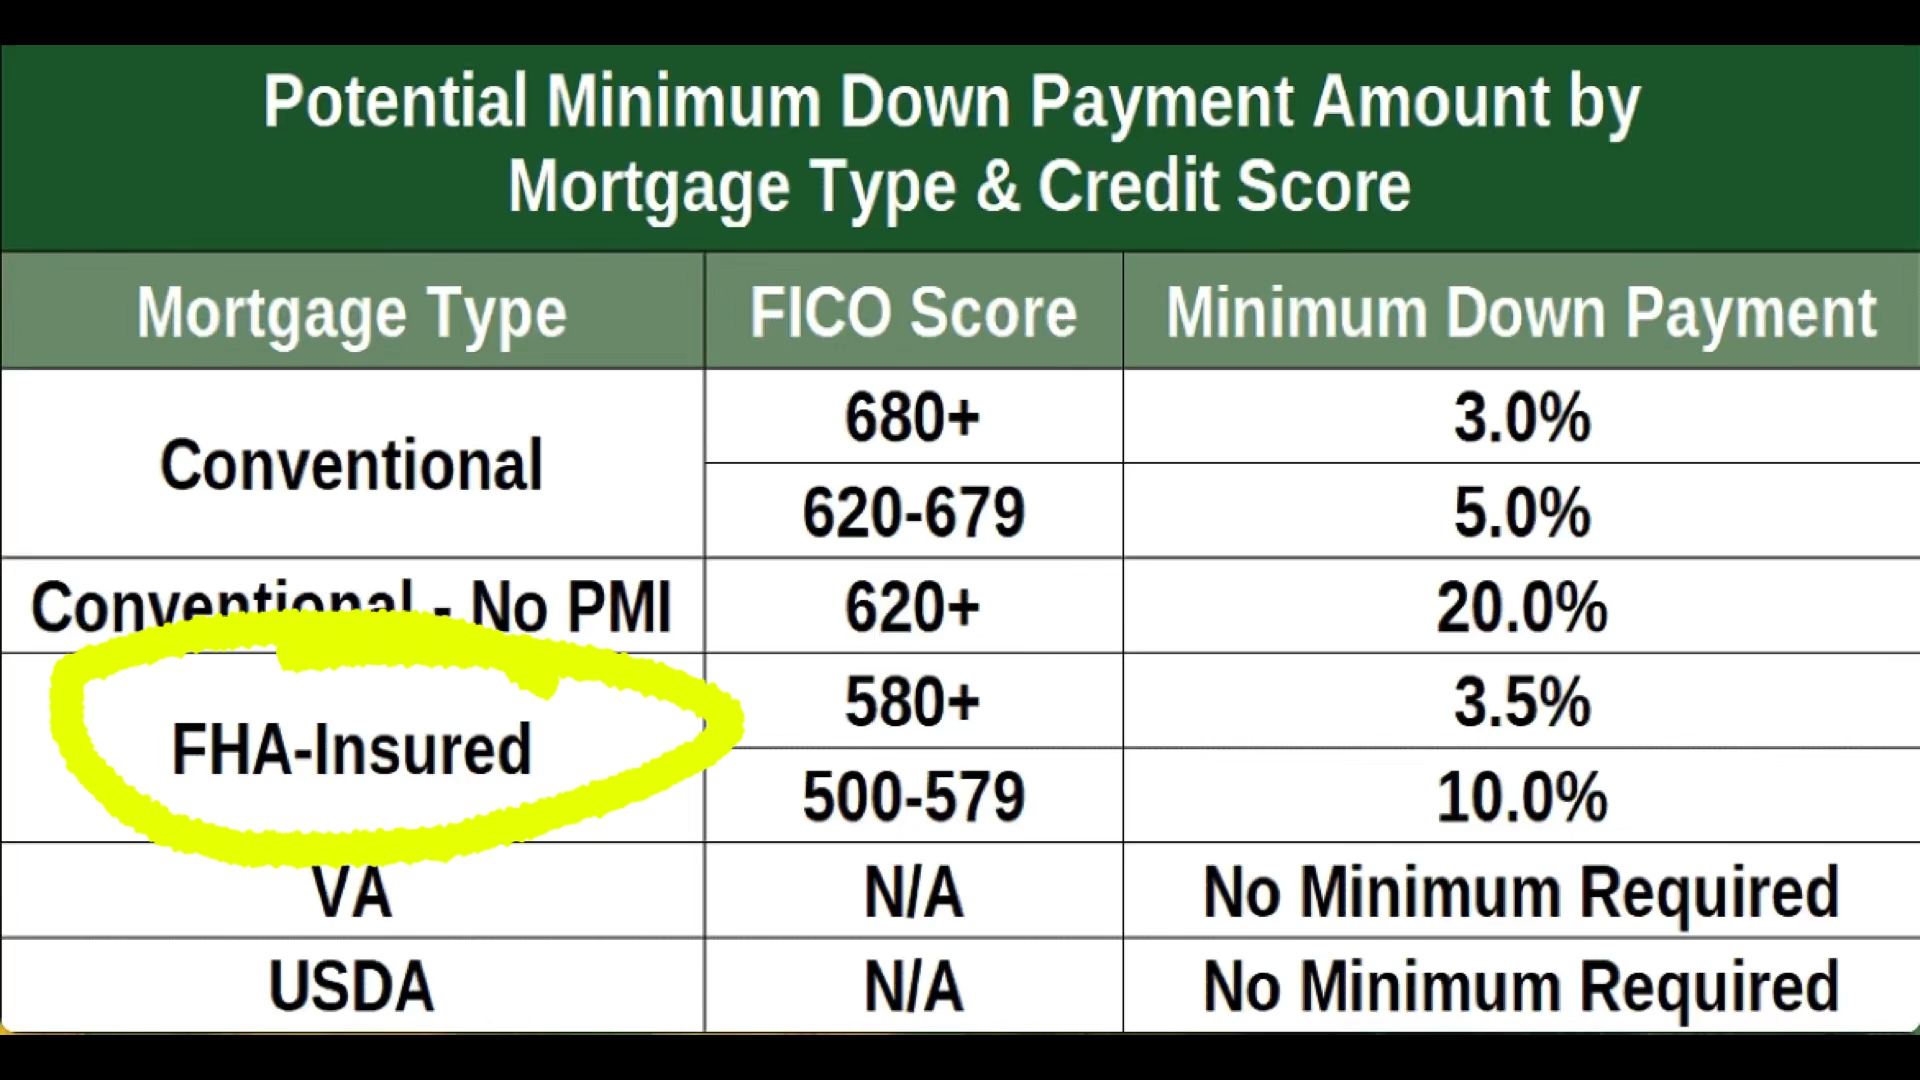 Potential Minimum Down Payment Amount by
Mortgage Type & Credit Score
Mortgage Type FICO Score Minimum Down Payment
Conventional
680+ 3.0%
620-679 5.0%
Conventional - No PMI 620+ 20.0%
FHA-Insured
580+ 3.5%
500-579 10.0%
VA N/A No Minimum Required
USDA N/A No Minimum Required